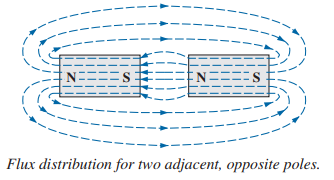 N S N S
Flux distribution for two adjacent, opposite poles.